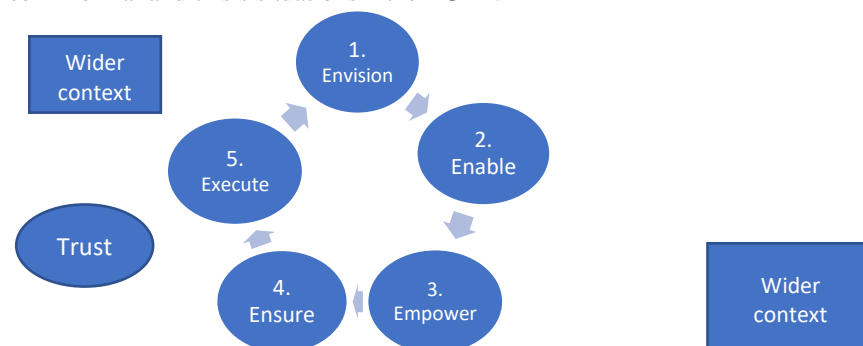 Wider
context
1.
Envision
2.
Enable
5.
Execute
Trust
4.
Ensure
3.
Empower
Wider
context